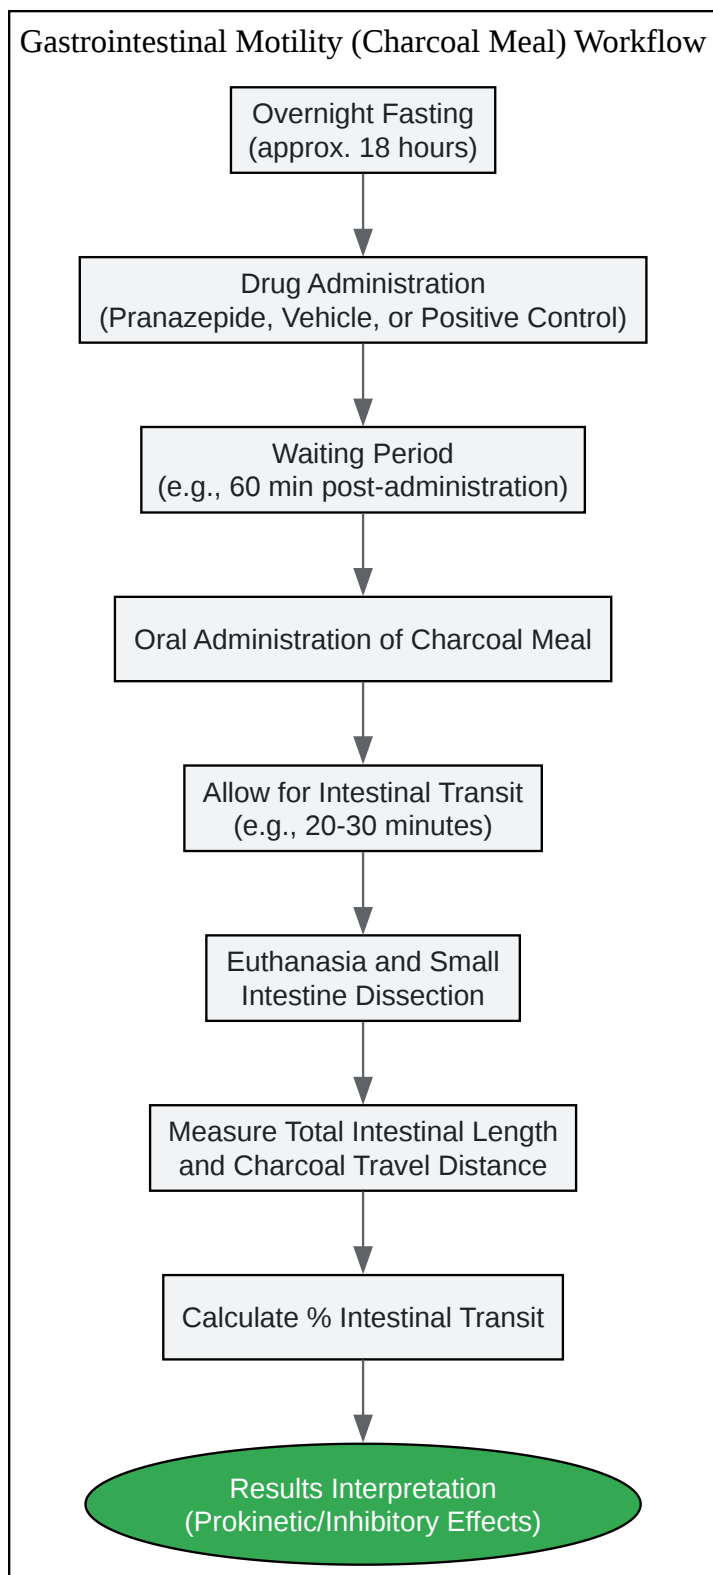 Gastrointestinal Motility (Charcoal Meal) Workflow
Overnight Fasting
(approx. 18 hours)
Drug Administration
(Pranazepide, Vehicle, or Positive Control)
Waiting Period
(e.g., 60 min post-administration)
Oral Administration of Charcoal Meal
Allow for Intestinal Transit
(e.g., 20-30 minutes)
Euthanasia and Small
Intestine Dissection
Measure Total Intestinal Length
and Charcoal Travel Distance
Calculate % Intestinal Transit
Results Interpretation
(Prokinetic/Inhibitory Effects)